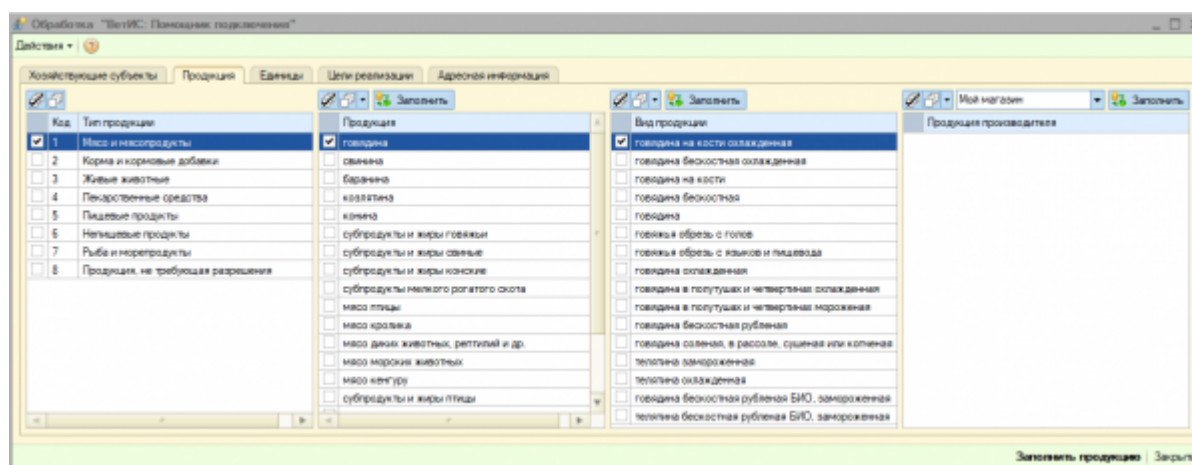 Обработка "ВетИС: Помощник подключения"
Действия
Хозяйствующие субъекты Продукция Единицы Цели реализации Адресная информация
Заполнить Заполнить Мой магазин Заполнить
Код Тип продукции Продукция Вид продукции Продукция производителя
1 Мясо и мясопродукты говядина говядина на кости охлажденная
2 Корма и кормовые добавки свинина говядина бескостная охлажденная
3 Живые животные баранина говядина на кости
4 Лекарственные средства козлятина говядина бескостная
5 Пищевые продукты конина говядина
6 Непищевые продукты субпродукты и жиры говяжьи говяжья обрезь с голов
7 Рыба и морепродукты субпродукты и жиры свиные говяжья обрезь с языков и пищевода
8 Продукция, не требующая разрешения субпродукты и жиры конские говядина охлажденная
субпродукты мелкого рогатого скота говядина в полутушах и четвертинах охлажденная
мясо птицы говядина в полутушах и четвертинах мороженая
мясо кролика говядина бескостная рубленая
мясо диких животных, рептилий и др. говядина соленая, в рассоле, сушеная или копченая
мясо морских животных телятина замороженная
мясо кенгуру телятина охлажденная
субпродукты и жиры птицы говядина бескостная рубленая БИО, замороженная
телятина бескостная рубленая БИО, замороженная
Заполнить продукцию Закрыть